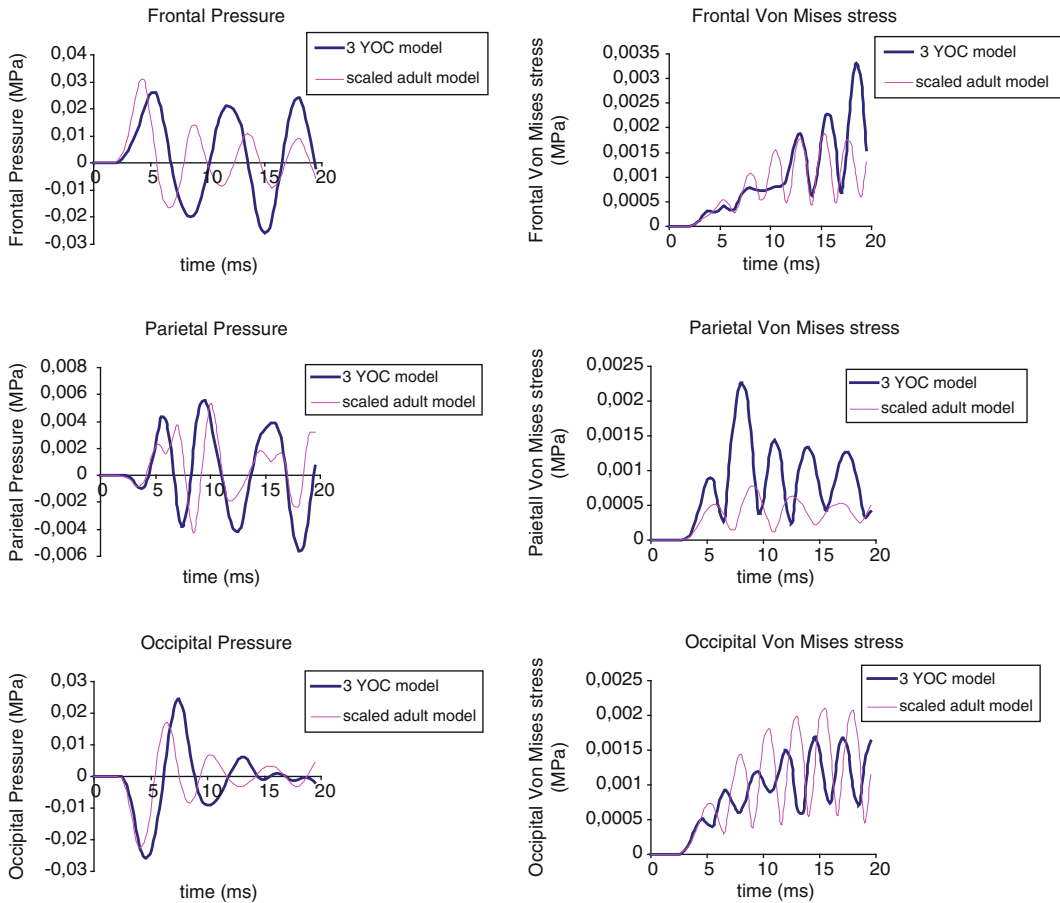 Frontal Pressure
3 YOC model
scaled adult model
Frontal Pressure (MPa)
0,04
0,03
0,02
0,01
0
-0,01
-0,02
-0,03
0 5 10 15 20
time (ms)
Frontal Von Mises stress
3 YOC model
scaled adult model
Frontal Von Mises stress
(MPa)
0,0035
0,003
0,0025
0,002
0,0015
0,001
0,0005
0
0 5 10 15 20
time (ms)
Parietal Pressure
3 YOC model
scaled adult model
Parietal Pressure (MPa)
0,008
0,006
0,004
0,002
0
-0,002
-0,004
-0,006
0 5 10 15 20
time (ms)
Parietal Von Mises stress
3 YOC model
scaled adult model
Paietall Von Mises stress
(MPa)
0,0025
0,002
0,0015
0,001
0,0005
0
0 5 10 15 20
time (ms)
Occipital Pressure
3 YOC model
scaled adult model
Occipital Pressure (MPa)
0,03
0,02
0,01
0
-0,01
-0,02
-0,03
0 5 10 15 20
time (ms)
Occipital Von Mises stress
3 YOC model
scaled adult model
Occipital Von Mises stress
(MPa)
0,0025
0,002
0,0015
0,001
0,0005
0
0 5 10 15 20
time (ms)